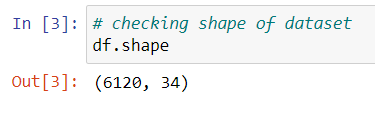 In [3]: # checking shape of dataset
df.shape
Out[3]: (6120, 34)